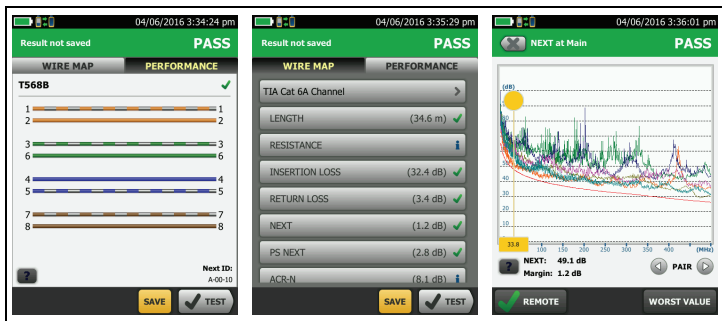 04/06/2016 3:34:24 pm
Result not saved PASS
WIRE MAP PERFORMANCE
T568B
1 1
2 2
3 3
6 6
4 4
5 5
7 7
8 8
?
Next ID:
A-00-10
SAVE TEST
04/06/2016 3:35:29 pm
Result not saved PASS
WIRE MAP PERFORMANCE
TIA Cat 6A Channel
LENGTH (34.6 m)
RESISTANCE i
INSERTION LOSS (32.4 dB)
RETURN LOSS (3.4 dB)
NEXT (1.2 dB)
PS NEXT (2.8 dB)
ACR-N (8.1 dB) i
SAVE TEST
04/06/2016 3:36:01 pm
NEXT at Main PASS
(dB)
50
40
30
20
10
33.8 100 150 200 250 300 350 400 (MHz)
? NEXT: 49.1 dB
Margin: 1.2 dB
PAIR
REMOTE WORST VALUE